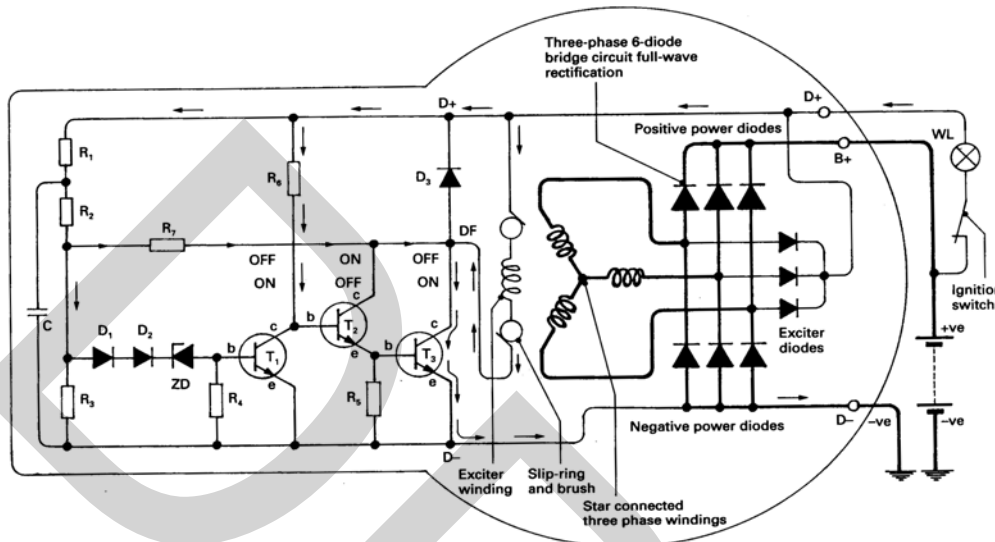 Three-phase 6-diode
bridge circuit full-wave
rectification
D+
D+
WL
Positive power diodes
B+
R1
R6
D3
R2
R7
DF
OFF ON OFF
ON OFF ON
Ignition
switch
C
D1 D2
b c T1 e
b c T2 e
b c T3 e
ZD
Exciter
diodes
+ve
R3
R4
R5
Negative power diodes
D– –ve
–ve
D–
Exciter
winding
Slip-ring
and brush
Star connected
three phase windings